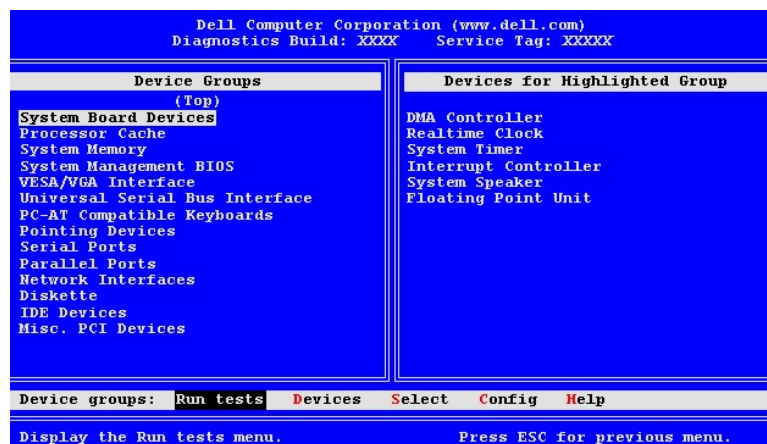 Dell Computer Corporation (www.dell.com)
Diagnostics Build: XXXX Service Tag: XXXXX
Device Groups
(Top)
System Board Devices
Processor Cache
System Memory
System Management BIOS
VESA/VGA Interface
Universal Serial Bus Interface
PC-AT Compatible Keyboards
Pointing Devices
Serial Ports
Parallel Ports
Network Interfaces
Diskette
IDE Devices
Misc. PCI Devices
Devices for Highlighted Group
DMA Controller
Realtime Clock
System Timer
Interrupt Controller
System Speaker
Floating Point Unit
Device groups: Run tests Devices Select Config Help
Display the Run tests menu. Press ESC for previous menu.